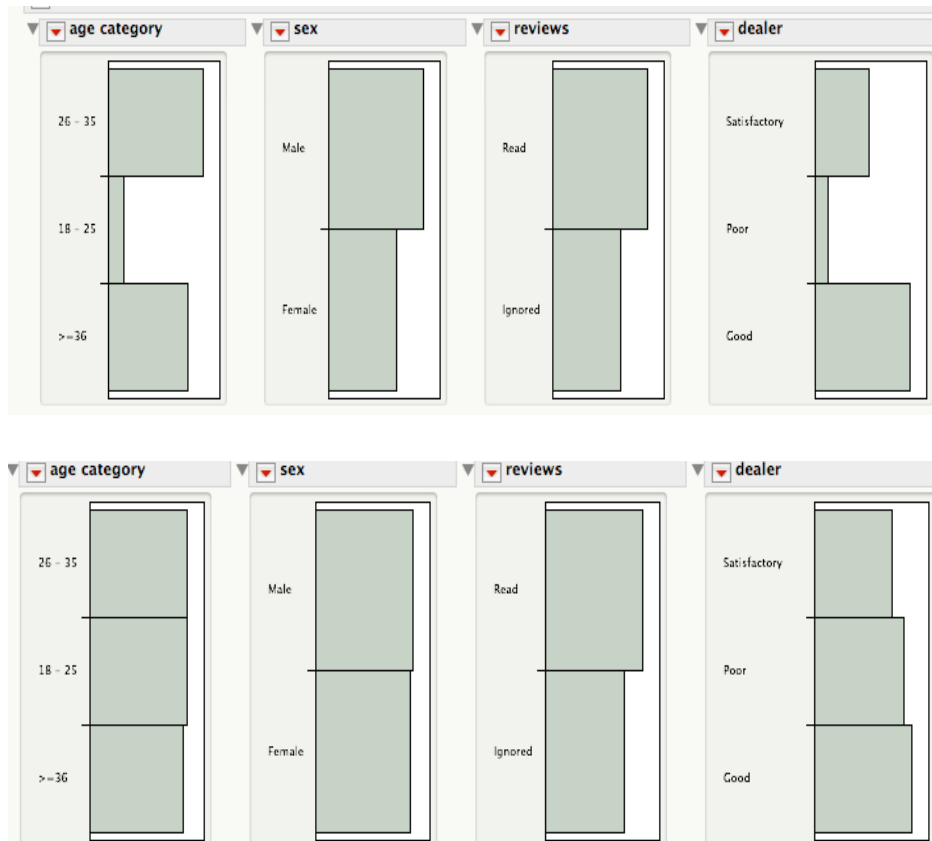 age category
sex
reviews
dealer
26 - 35
18 - 25
>=36
Male
Female
Read
Ignored
Satisfactory
Poor
Good
age category
sex
reviews
dealer
26 - 35
18 - 25
>=36
Male
Female
Read
Ignored
Satisfactory
Poor
Good